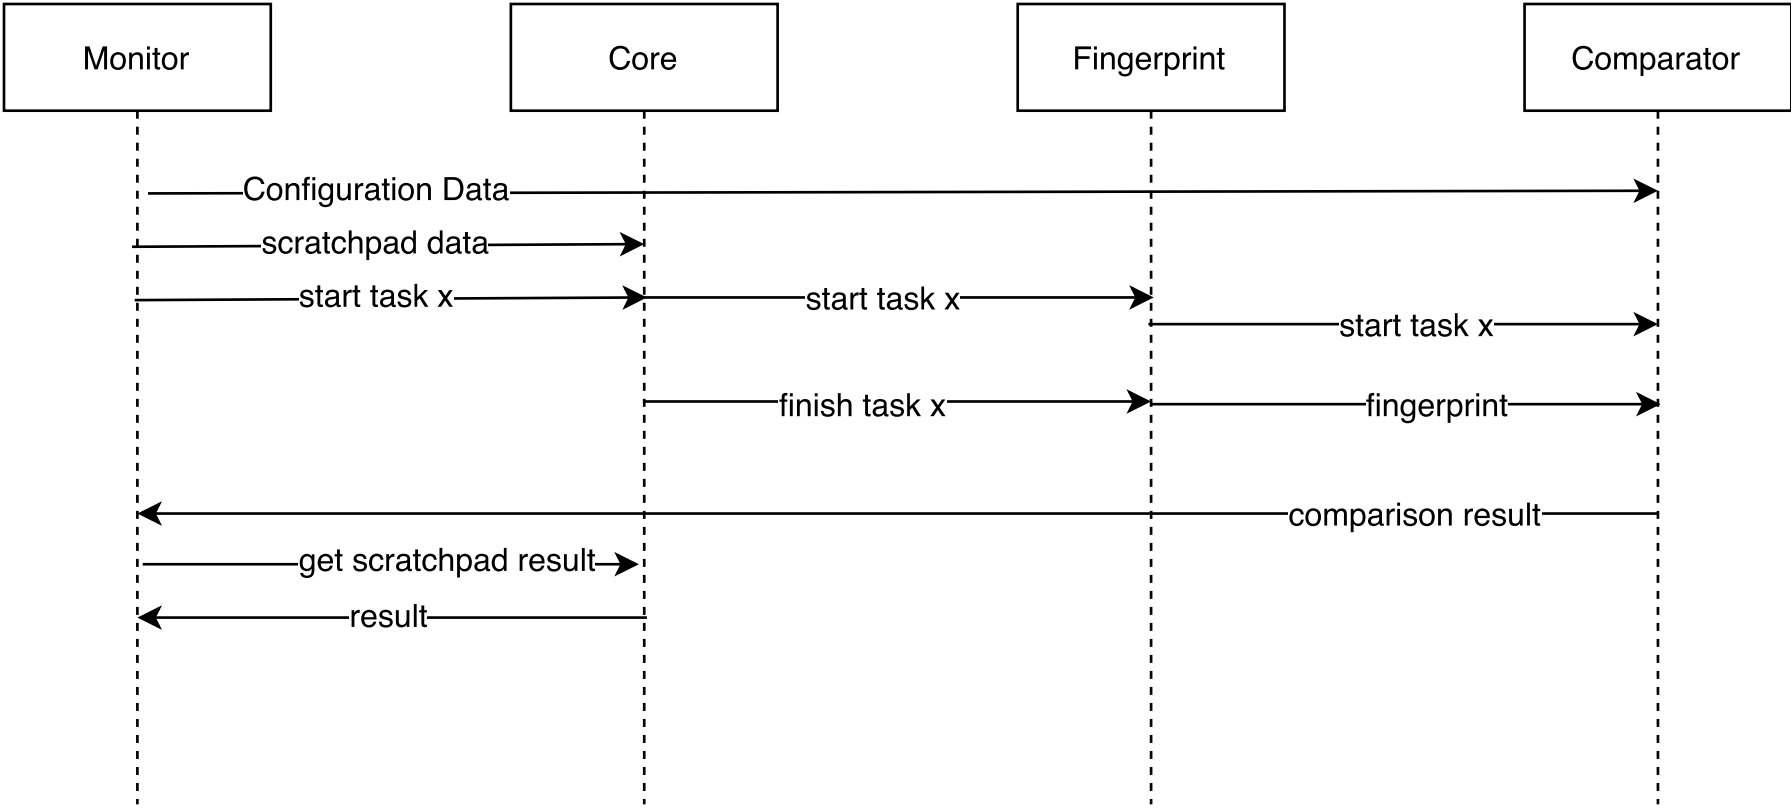 Monitor
Core
Fingerprint
Comparator
Configuration Data
scratchpad data
start task x
start task x
start task x
finish task x
fingerprint
comparison result
get scratchpad result
result